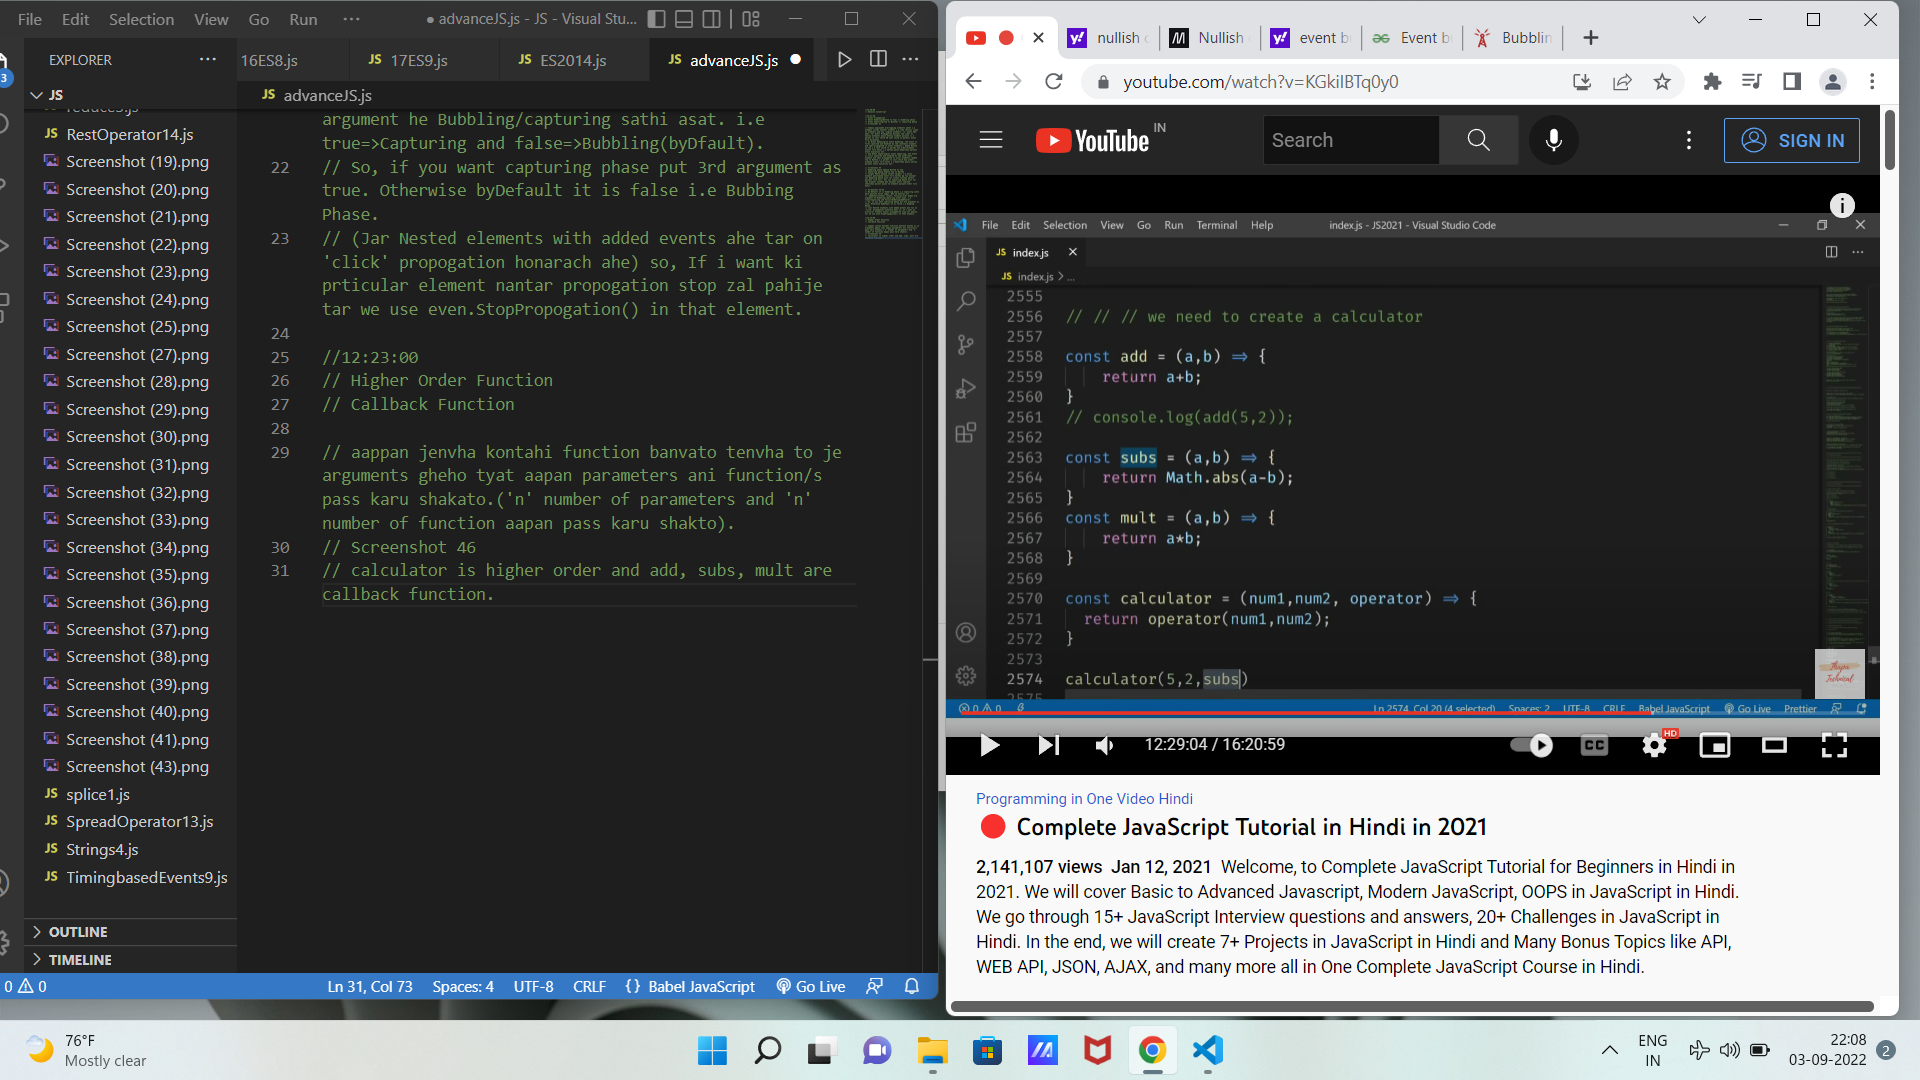 File Edit Selection View Go Run ··· ● advanceJS.js - JS - Visual Stu...
EXPLORER ···
16ES8.js
JS 17ES9.js
JS ES2014.js
JS advanceJS.js ●
JS
JS advanceJS.js
3
reduce8.js
JS RestOperator14.js
Screenshot (19).png
Screenshot (20).png
Screenshot (21).png
Screenshot (22).png
Screenshot (23).png
Screenshot (24).png
Screenshot (25).png
Screenshot (27).png
Screenshot (28).png
Screenshot (29).png
Screenshot (30).png
Screenshot (31).png
Screenshot (32).png
Screenshot (33).png
Screenshot (34).png
Screenshot (35).png
Screenshot (36).png
Screenshot (37).png
Screenshot (38).png
Screenshot (39).png
Screenshot (40).png
Screenshot (41).png
Screenshot (43).png
JS splice1.js
JS SpreadOperator13.js
JS Strings4.js
JS TimingbasedEvents9.js
OUTLINE
TIMELINE
argument he Bubbling/capturing sathi asat. i.e
true=>Capturing and false=>Bubbling(byDfault).
22 // So, if you want capturing phase put 3rd argument as
true. Otherwise byDefault it is false i.e Bubbing
Phase.
23 // (Jar Nested elements with added events ahe tar on
'click' propogation honarach ahe) so, If i want ki
prticular element nantar propogation stop zal pahije
tar we use even.StopPropogation() in that element.
24
25 //12:23:00
26 // Higher Order Function
27 // Callback Function
28
29 // aappan jenvha kontahi function banvato tenvha to je
arguments gheho tyat aapan parameters ani function/s
pass karu shakato.('n' number of parameters and 'n'
number of function aapan pass karu shakto).
30 // Screenshot 46
31 // calculator is higher order and add, subs, mult are
callback function.
0 0 Ln 31, Col 73 Spaces: 4 UTF-8 CRLF {} Babel JavaScript Go Live
nullish
Nullish
event b
Event b
Bubblin
youtube.com/watch?v=KGkiIBTq0y0
YouTube IN
Search
SIGN IN
File Edit Selection View Go Run Terminal Help index.js - JS2021 - Visual Studio Code
JS index.js
JS index.js > ...
2555
2556 // // // we need to create a calculator
2557
2558 const add = (a,b) => {
2559 return a+b;
2560 }
2561 // console.log(add(5,2));
2562
2563 const subs = (a,b) => {
2564 return Math.abs(a-b);
2565 }
2566 const mult = (a,b) => {
2567 return a*b;
2568 }
2569
2570 const calculator = (num1,num2, operator) => {
2571 return operator(num1,num2);
2572 }
2573
2574 calculator(5,2,subs)
2575
Thapa
Technical
0 0 Ln 2574, Col 20 (4 selected) Spaces: 2 UTF-8 CRLF Babel JavaScript Go Live Prettier
12:29:04 / 16:20:59
CC
HD
Programming in One Video Hindi
Complete JavaScript Tutorial in Hindi in 2021
2,141,107 views Jan 12, 2021 Welcome, to Complete JavaScript Tutorial for Beginners in Hindi in
2021. We will cover Basic to Advanced Javascript, Modern JavaScript, OOPS in JavaScript in Hindi.
We go through 15+ JavaScript Interview questions and answers, 20+ Challenges in JavaScript in
Hindi. In the end, we will create 7+ Projects in JavaScript in Hindi and Many Bonus Topics like API,
WEB API, JSON, AJAX, and many more all in One Complete JavaScript Course in Hindi.
76°F
Mostly clear
ENG
IN
22:08
03-09-2022
2